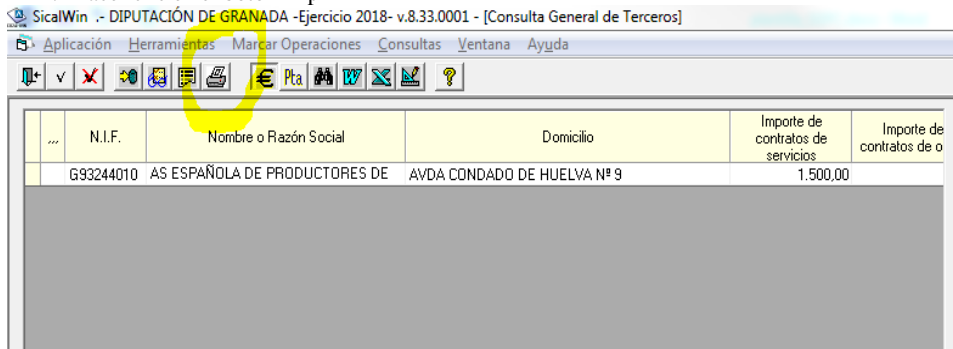 SicalWin .- DIPUTACIÓN DE GRANADA -Ejercicio 2018- v.8.33.0001 - [Consulta General de Terceros]
Aplicación Herramientas Marcar Operaciones Consultas Ventana Ayuda
€ Pta W ?
... N.I.F. Nombre o Razón Social Domicilio Importe de contratos de servicios Importe de contratos de o
G93244010 AS ESPAÑOLA DE PRODUCTORES DE AVDA CONDADO DE HUELVA Nº 9 1.500,00